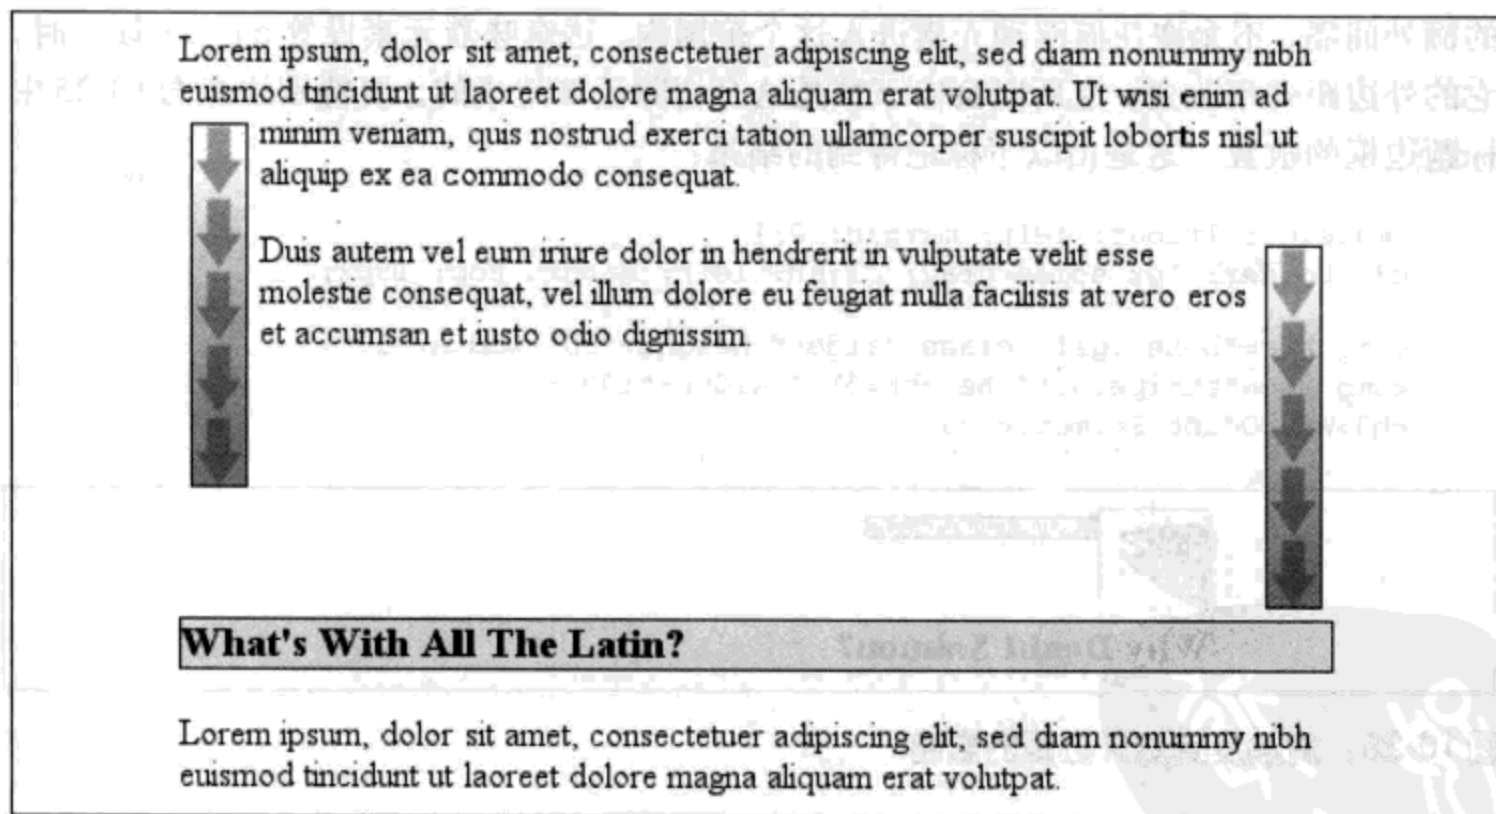 Lorem ipsum, dolor sit amet, consectetuer adipiscing elit, sed diam nonummy nibh
euismod tincidunt ut laoreet dolore magna aliquam erat volutpat. Ut wisi enim ad
minim veniam, quis nostrud exerci tation ullamcorper suscipit lobortis nisl ut
aliquip ex ea commodo consequat.
Duis autem vel eum iriure dolor in hendrerit in vulputate velit esse
molestie consequat, vel illum dolore eu feugiat nulla facilisis at vero eros
et accumsan et iusto odio dignissim.
What's With All The Latin?
Lorem ipsum, dolor sit amet, consectetuer adipiscing elit, sed diam nonummy nibh
euismod tincidunt ut laoreet dolore magna aliquam erat volutpat.